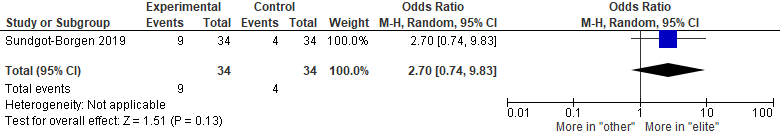 Experimental Control Odds Ratio Odds Ratio
Study or Subgroup Events Total Events Total Weight M-H, Random, 95% CI M-H, Random, 95% CI
Sundgot-Borgen 2019 9 34 4 34 100.0% 2.70 [0.74, 9.83]
Total (95% CI) 34 34 100.0% 2.70 [0.74, 9.83]
Total events 9 4
Heterogeneity: Not applicable
Test for overall effect: Z = 1.51 (P = 0.13)
0.01 0.1 1 10 100
More in "other" More in "elite"